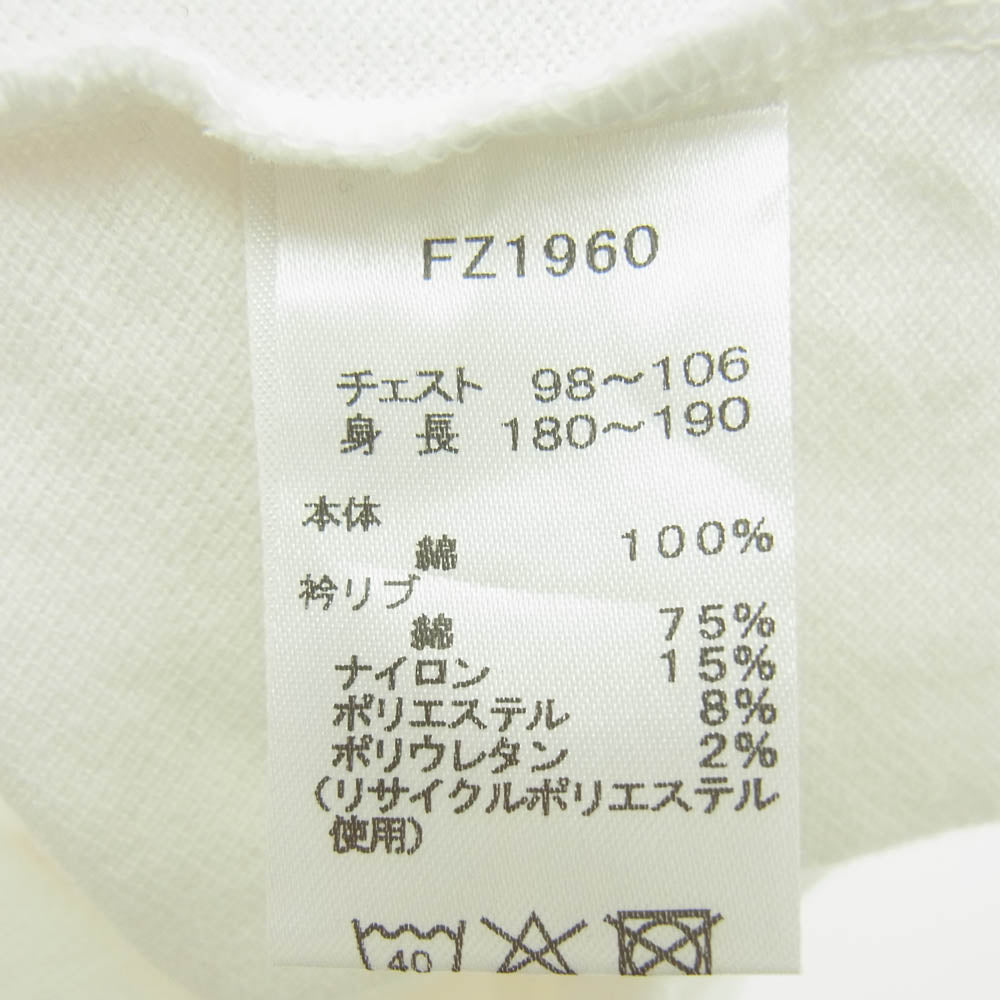 FZ1960
チェスト 98～106
身長 180～190
本体
綿 100%
衿リブ
綿 75%
ナイロン 15%
ポリエステル 8%
ポリウレタン 2%
(リサイクルポリエステル
使用)
40